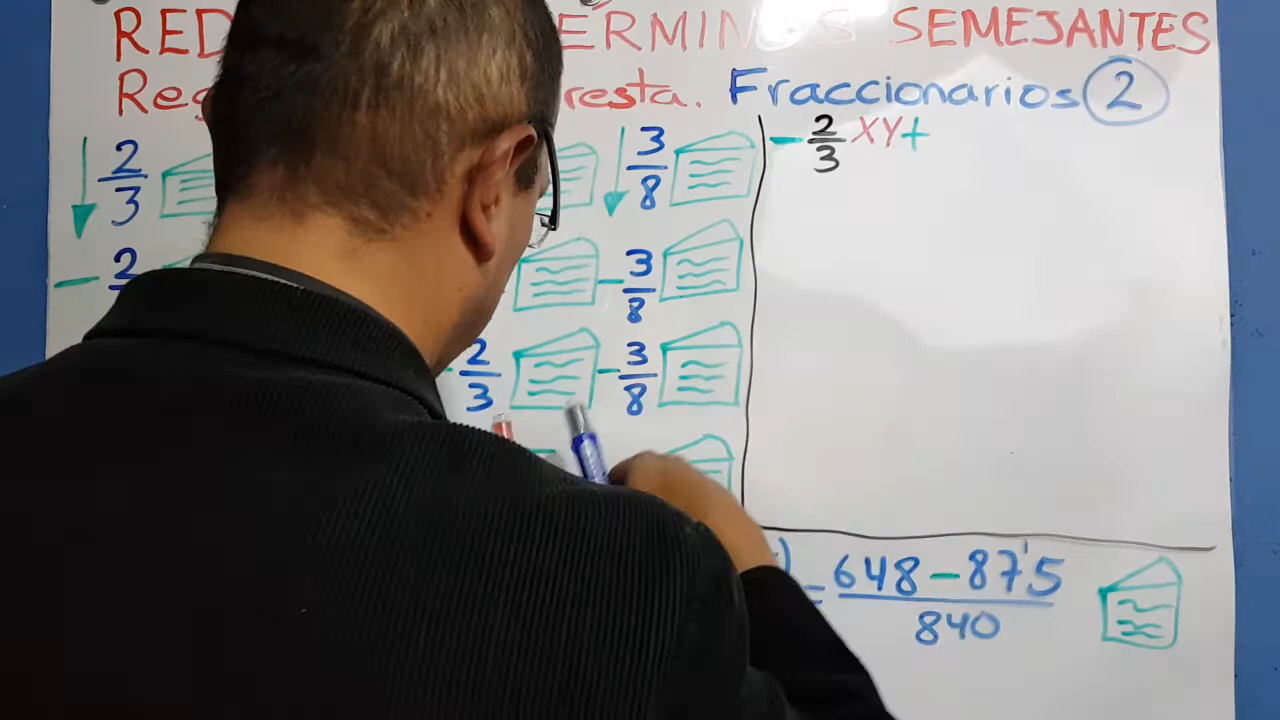 RED ÉRMINOS SEMEJANTES
Reg resta. Fraccionarios 2
2/3 3/8 - 2/3 XY +
- 2 - 3/8
- 2/3 - 3/8
= 648 - 875
840